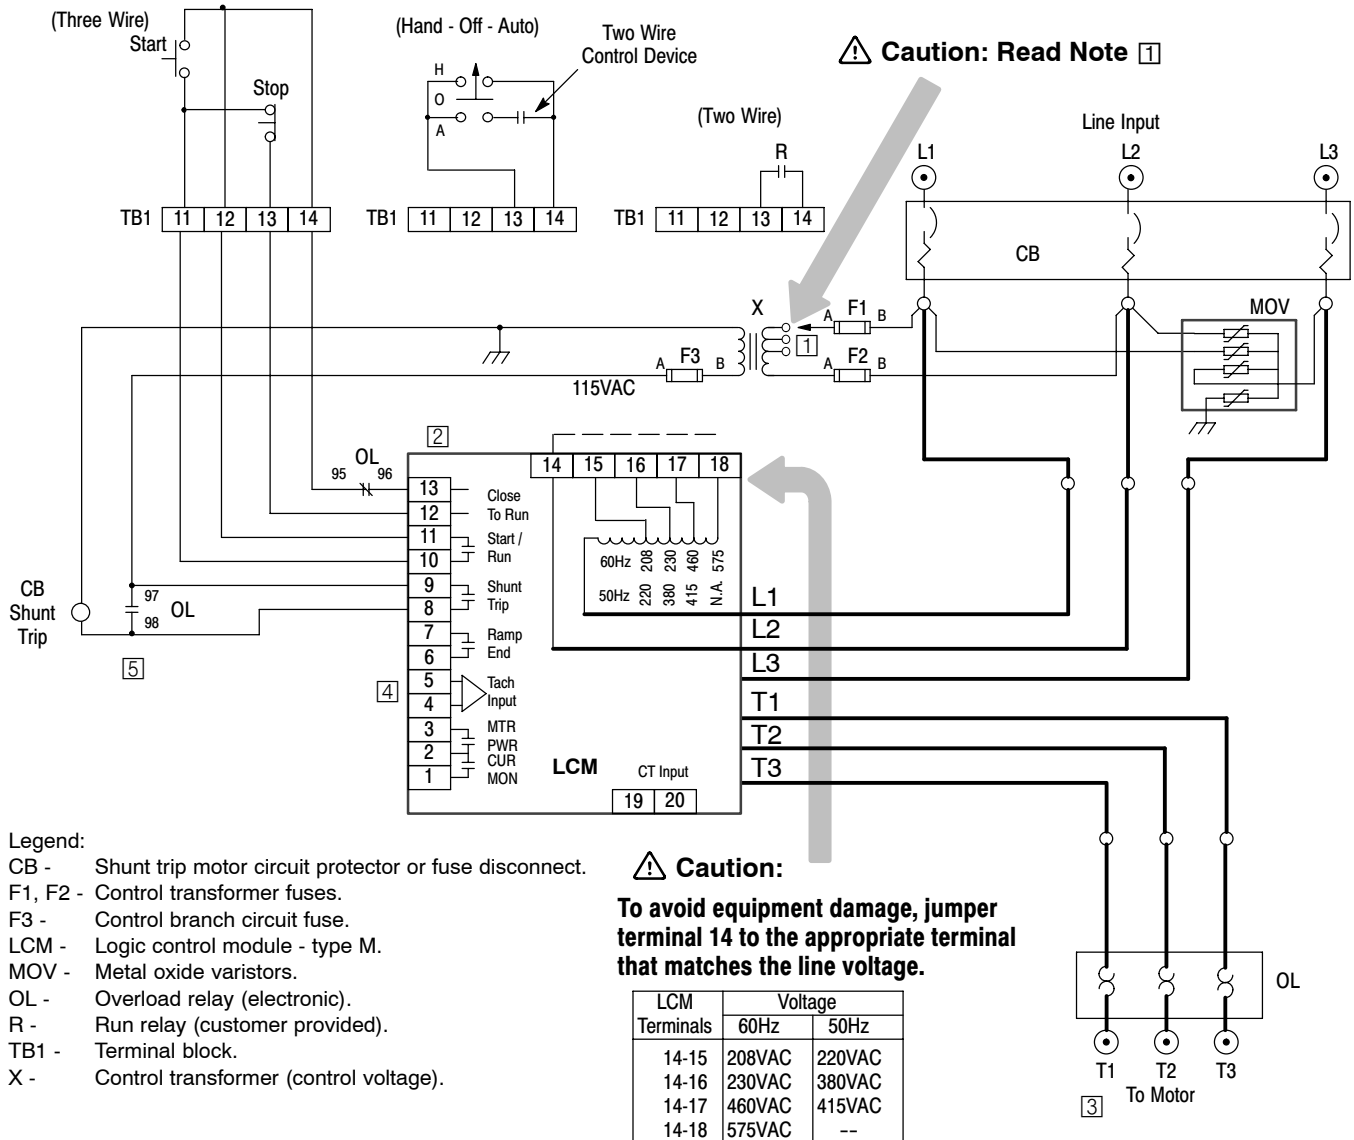 (Three Wire)
Start
Stop
(Hand - Off - Auto)
H
O
A
Two Wire
Control Device
⚠ Caution: Read Note 1
(Two Wire)
R
Line Input
L1 L2 L3
TB1 11 12 13 14
TB1 11 12 13 14
TB1 11 12 13 14
CB
X
A F1 B
MOV
1
A F3 B
A F2 B
115VAC
2
OL
95 96
14 15 16 17 18
13 Close
12 To Run
11 Start /
10 Run
9 Shunt
8 Trip
7 Ramp
6 End
5 Tach
4 Input
3 MTR
2 PWR
CUR
1 MON
60Hz 208 230 460 575
50Hz 220 380 415 N.A.
CB
Shunt
Trip
97
OL
98
5
4
L1
L2
L3
T1
T2
T3
LCM
CT Input
19 20
Legend:
CB - Shunt trip motor circuit protector or fuse disconnect.
F1, F2 - Control transformer fuses.
F3 - Control branch circuit fuse.
LCM - Logic control module - type M.
MOV - Metal oxide varistors.
OL - Overload relay (electronic).
R - Run relay (customer provided).
TB1 - Terminal block.
X - Control transformer (control voltage).
⚠ Caution:
To avoid equipment damage, jumper
terminal 14 to the appropriate terminal
that matches the line voltage.
LCM Voltage
Terminals 60Hz 50Hz
14-15 208VAC 220VAC
14-16 230VAC 380VAC
14-17 460VAC 415VAC
14-18 575VAC --
OL
T1 T2 T3
To Motor
3